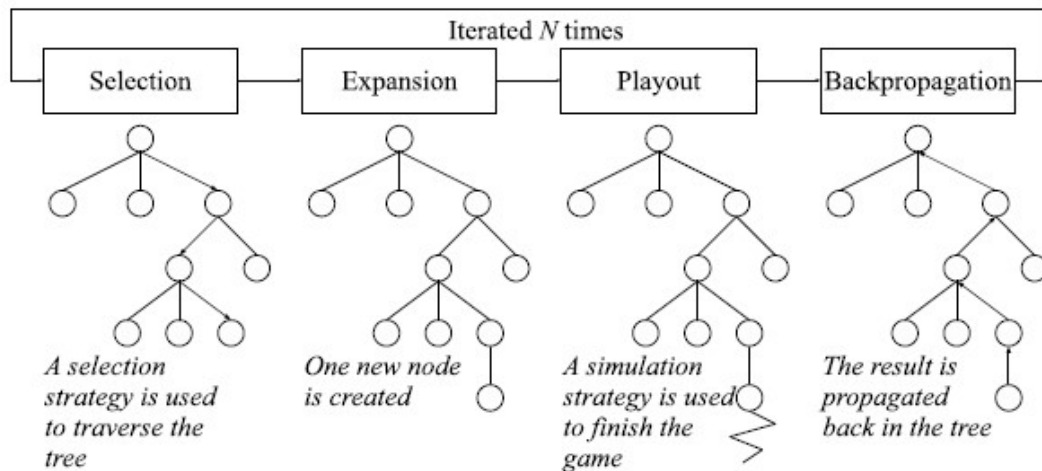 Iterated N times
Selection
Expansion
Playout
Backpropagation
A selection
strategy is used
to traverse the
tree
One new node
is created
A simulation
strategy is used
to finish the
game
The result is
propagated
back in the tree